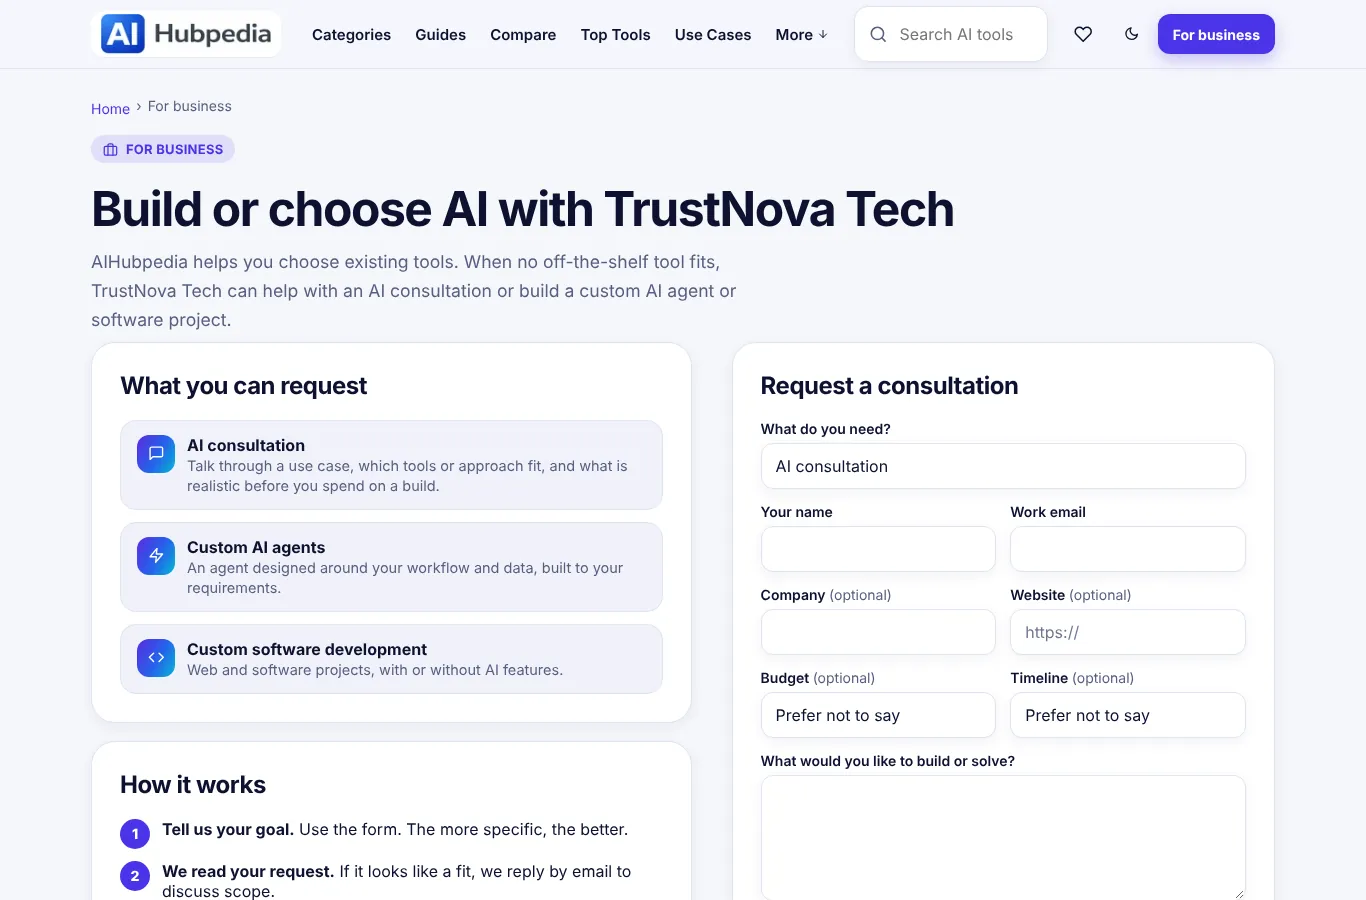 AI Hubpedia
Categories
Guides
Compare
Top Tools
Use Cases
More ↓
Search AI tools
For business
Home › For business
FOR BUSINESS
Build or choose AI with TrustNova Tech
AIHubpedia helps you choose existing tools. When no off-the-shelf tool fits,
TrustNova Tech can help with an AI consultation or build a custom AI agent or
software project.
What you can request
AI consultation
Talk through a use case, which tools or approach fit, and what is
realistic before you spend on a build.
Custom AI agents
An agent designed around your workflow and data, built to your
requirements.
Custom software development
Web and software projects, with or without AI features.
How it works
1 Tell us your goal. Use the form. The more specific, the better.
2 We read your request. If it looks like a fit, we reply by email to
discuss scope.
Request a consultation
What do you need?
AI consultation
Your name
Work email
Company (optional)
Website (optional)
https://
Budget (optional)
Timeline (optional)
Prefer not to say
Prefer not to say
What would you like to build or solve?